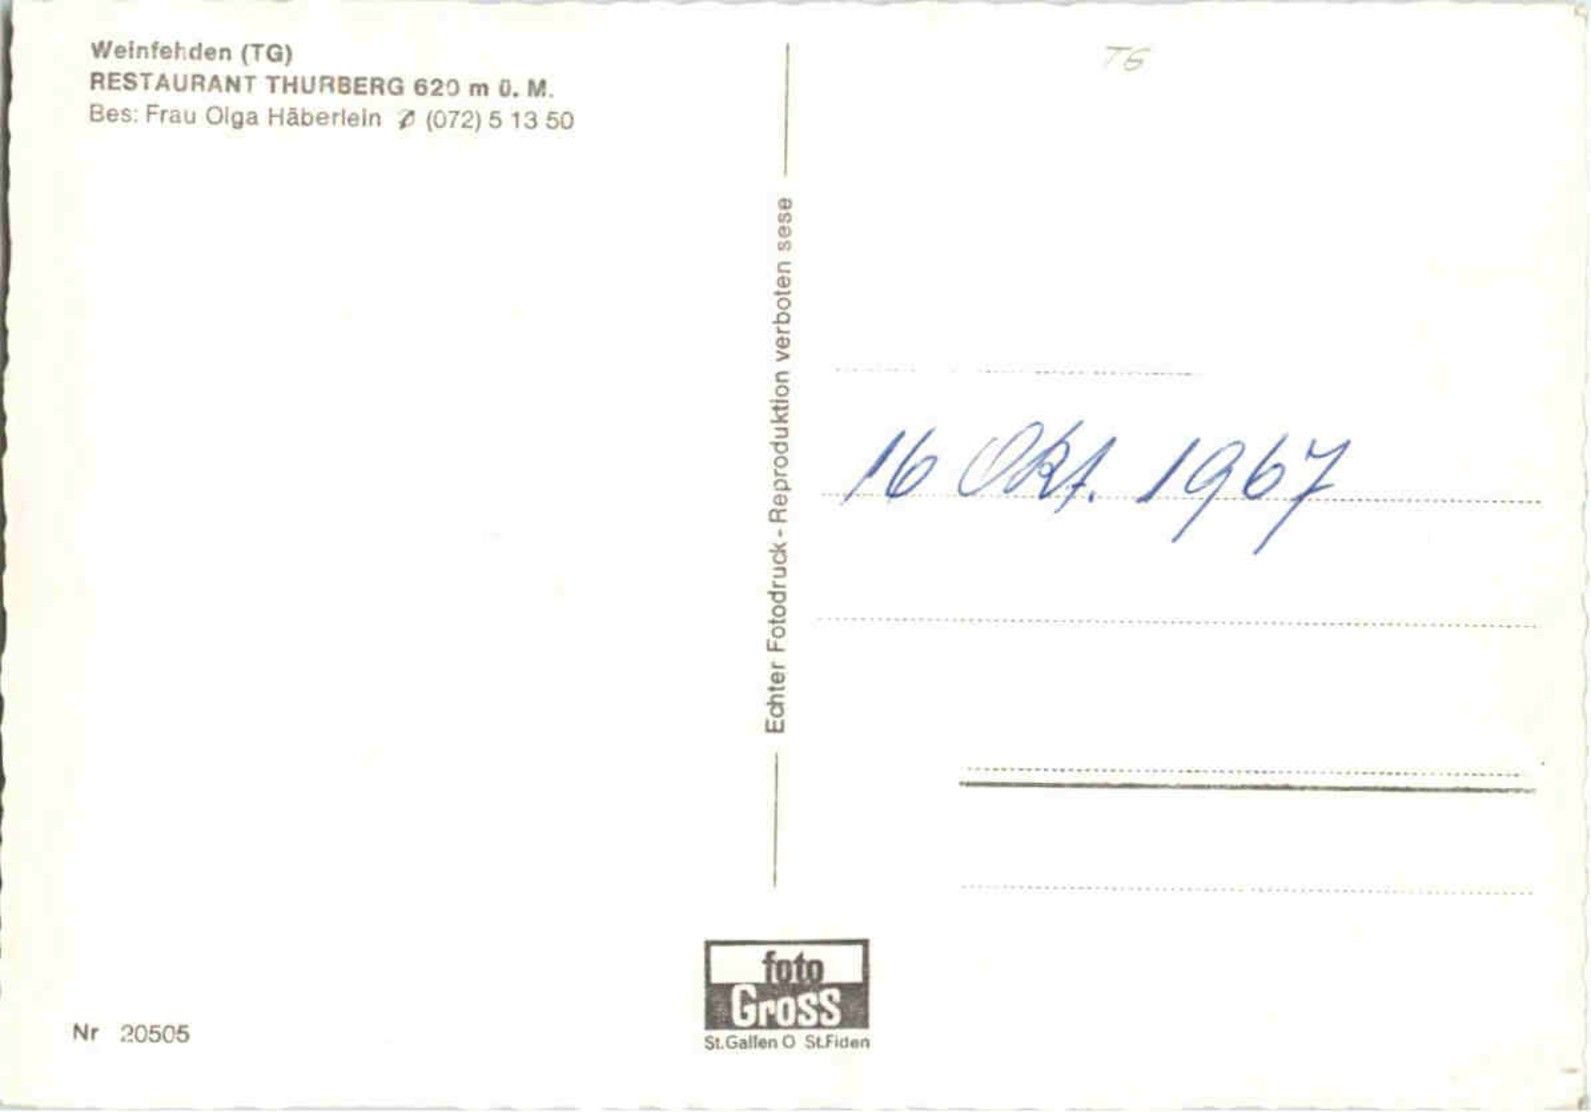 Weinfelden (TG)
RESTAURANT THURBERG 620 m ü. M.
Bes: Frau Olga Häberlein ✆ (072) 5 13 50
TG
Echter Fotodruck - Reproduktion verboten sese
16 Okt. 1967
foto
Gross
St.Gallen O St.Fiden
Nr 20505